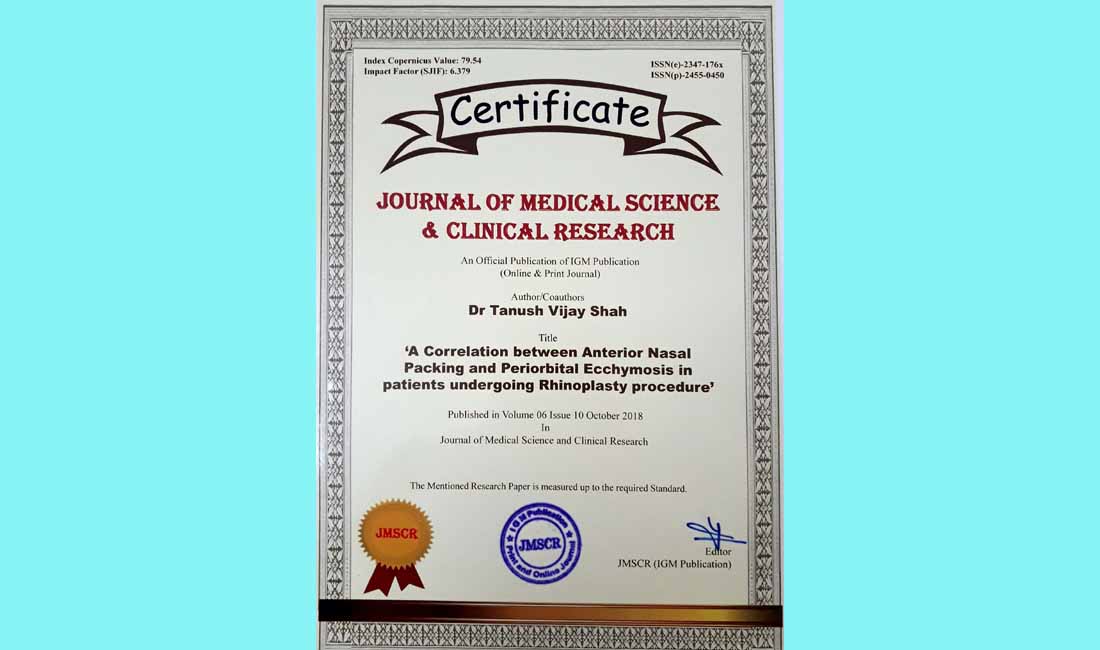 Index Copernicus Value: 79.54
Impact Factor (SJIF): 6.379
ISSN(e)-2347-176x
ISSN(p)-2455-0450
Certificate
JOURNAL OF MEDICAL SCIENCE
& CLINICAL RESEARCH
An Official Publication of IGM Publication
(Online & Print Journal)
Author/Coauthors
Dr Tanush Vijay Shah
Title
‘A Correlation between Anterior Nasal
Packing and Periorbital Ecchymosis in
patients undergoing Rhinoplasty procedure’
Published in Volume 06 Issue 10 October 2018
In
Journal of Medical Science and Clinical Research
The Mentioned Research Paper is measured up to the required Standard.
JMSCR
IGM Publication
JMSCR
Print and Online Journal
Editor
JMSCR (IGM Publication)